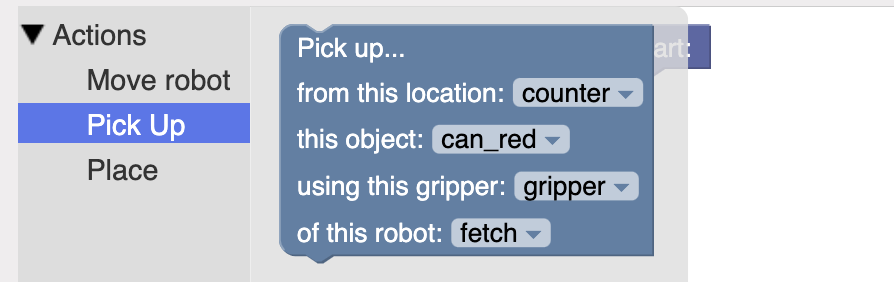 Actions
Move robot
Pick Up
Place
Pick up...
from this location: counter
this object: can_red
using this gripper: gripper
of this robot: fetch
art: